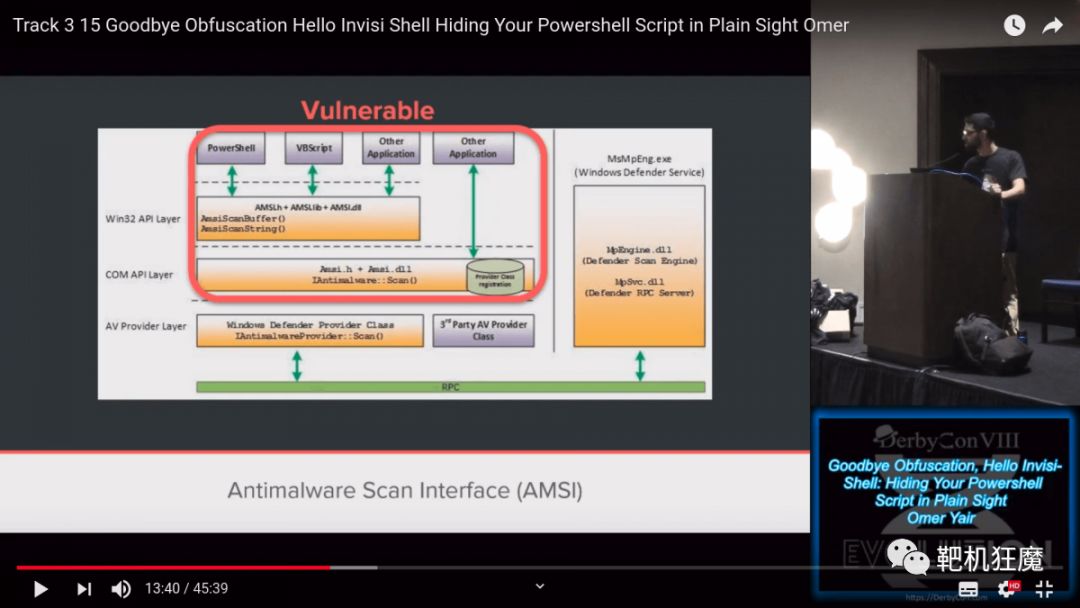 Track 3 15 Goodbye Obfuscation Hello Invisi Shell Hiding Your Powershell Script in Plain Sight Omer
Vulnerable
PowerShell
VBScript
Other
Application
Other
Application
MsMpEng.exe
(Windows Defender Service)
Win32 API Layer
AMSI.h + AMSI.lib + AMSI.dll
AmsiScanBuffer()
AmsiScanString()
MpEngine.dll
(Defender Scan Engine)
MpSvc.dll
(Defender RPC Server)
COM API Layer
Amsi.h + Amsi.dll
IAntimalware::Scan()
Provider Class
registration
AV Provider Layer
Windows Defender Provider Class
IAntimalwareProvider::Scan()
3rd Party AV Provider
Class
RPC
Antimalware Scan Interface (AMSI)
DerbyCon VIII
Goodbye Obfuscation, Hello Invisi-
Shell: Hiding Your Powershell
Script in Plain Sight
Omer Yair
靶机狂魔
13:40 / 45:39
HD